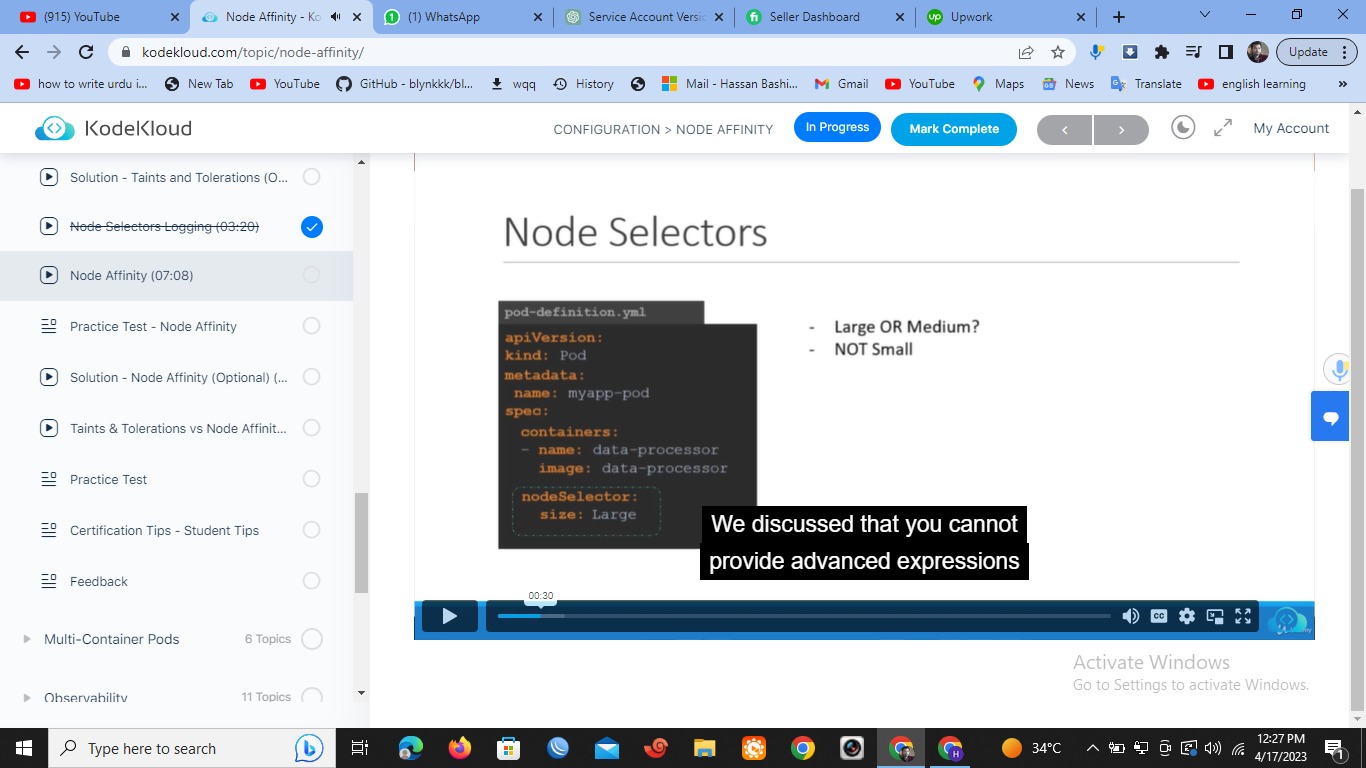 (915) YouTube
Node Affinity - Ko
(1) WhatsApp
Service Account Versio
Seller Dashboard
Upwork
kodekloud.com/topic/node-affinity/
Update
how to write urdu i...
New Tab
YouTube
GitHub - blynkkk/bl...
wqq
History
Mail - Hassan Bashi...
Gmail
YouTube
Maps
News
Translate
english learning
»
KodeKloud
CONFIGURATION > NODE AFFINITY
In Progress
Mark Complete
<
>
My Account
Solution - Taints and Tolerations (O...
Node Selectors Logging (03:20)
Node Affinity (07:08)
Practice Test - Node Affinity
Solution - Node Affinity (Optional) (...
Taints & Tolerations vs Node Affinit...
Practice Test
Certification Tips - Student Tips
Feedback
Multi-Container Pods
6 Topics
Observability
11 Topics
Node Selectors
pod-definition.yml
apiVersion:
kind: Pod
metadata:
name: myapp-pod
spec:
containers:
- name: data-processor
image: data-processor
nodeSelector:
size: Large
- Large OR Medium?
- NOT Small
We discussed that you cannot
provide advanced expressions
00:30
CC
Activate Windows
Go to Settings to activate Windows.
Type here to search
34°C
12:27 PM
4/17/2023
1